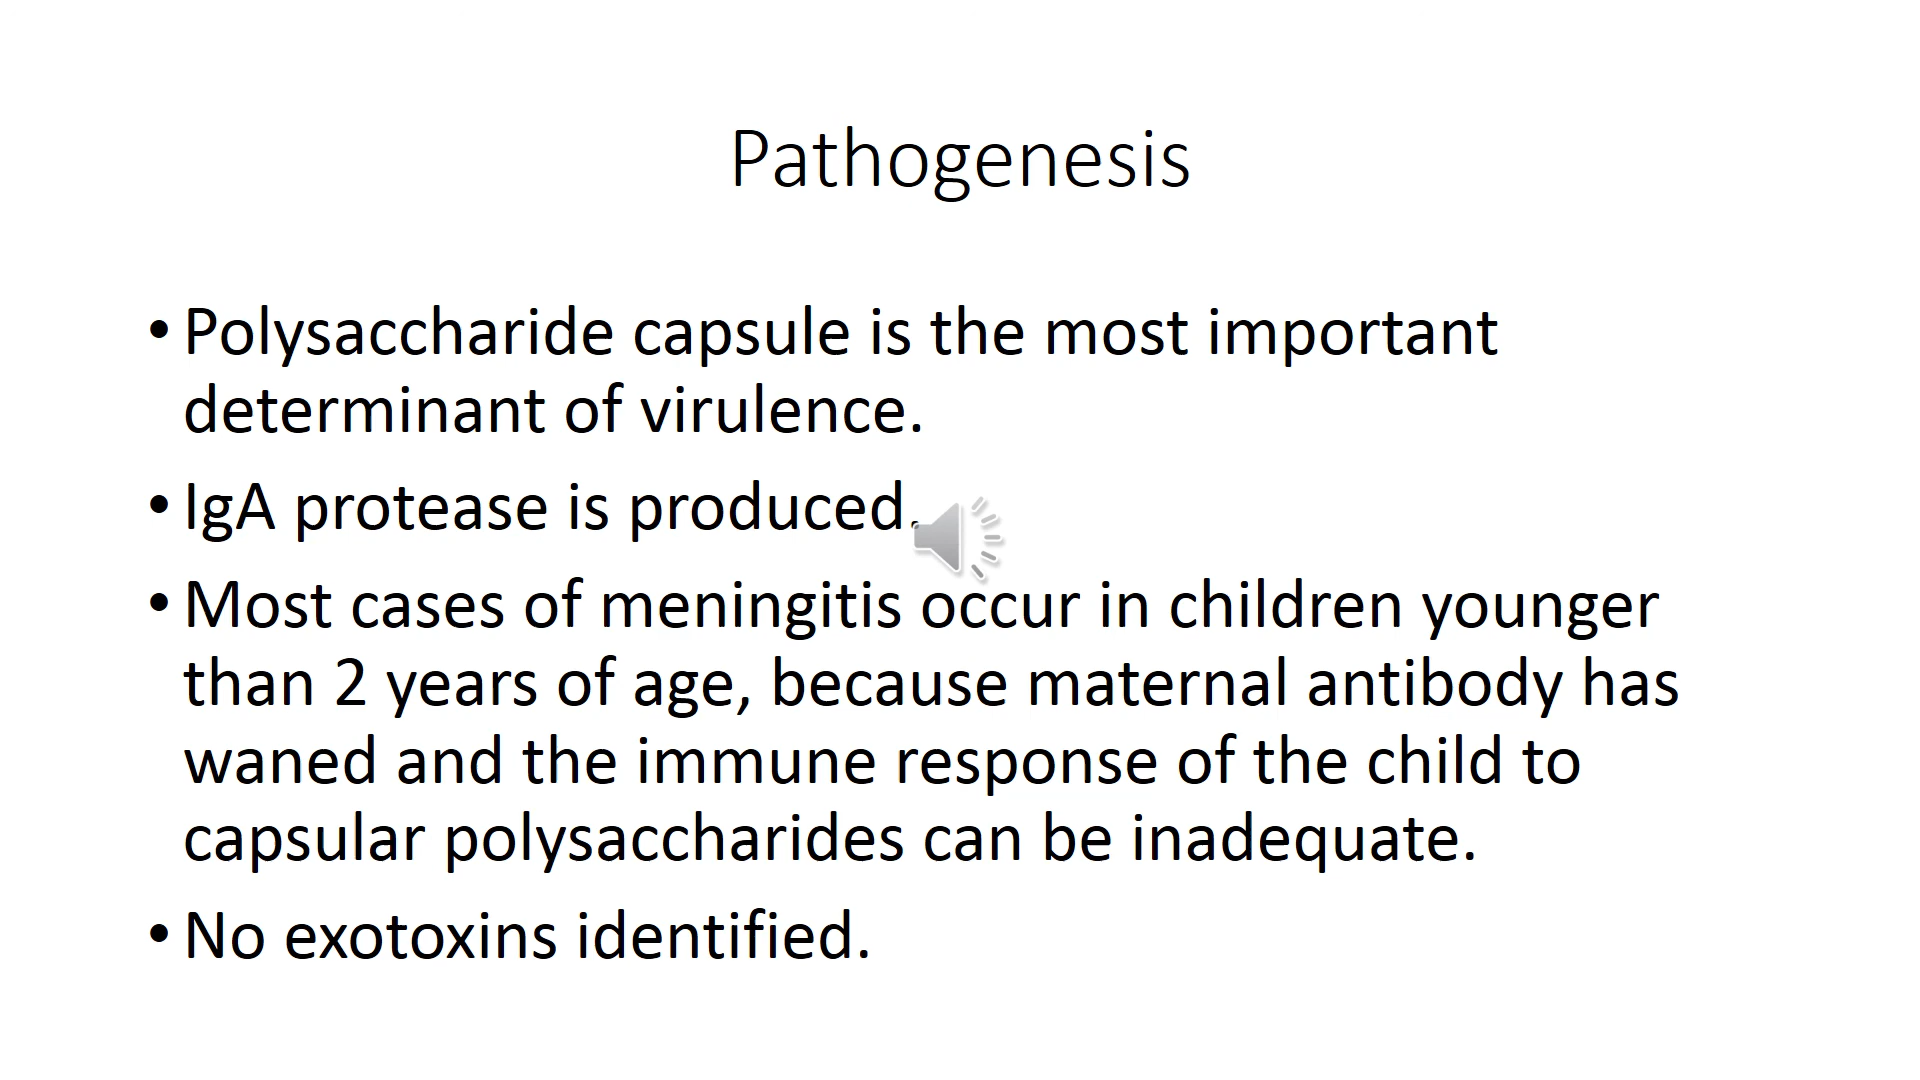 Pathogenesis
• Polysaccharide capsule is the most important
determinant of virulence.
• IgA protease is produced.
• Most cases of meningitis occur in children younger
than 2 years of age, because maternal antibody has
waned and the immune response of the child to
capsular polysaccharides can be inadequate.
• No exotoxins identified.